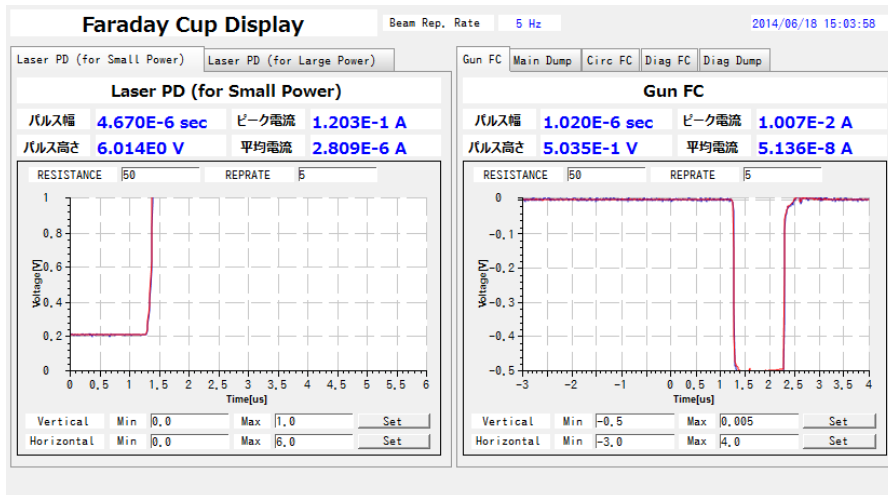 Faraday Cup Display
Beam Rep. Rate 5 Hz
2014/06/18 15:03:58
Laser PD (for Small Power) Laser PD (for Large Power)
Laser PD (for Small Power)
パルス幅 4.670E-6 sec ピーク電流 1.203E-1 A
パルス高さ 6.014E0 V 平均電流 2.809E-6 A
RESISTANCE 50 REPRATE 5
1
0.8
0.6
0.4
0.2
0
Voltage[V]
0 0.5 1 1.5 2 2.5 3 3.5 4 4.5 5 5.5 6
Time[us]
Vertical Min 0.0 Max 1.0 Set
Horizontal Min 0.0 Max 6.0 Set
Gun FC Main Dump Circ FC Diag FC Diag Dump
Gun FC
パルス幅 1.020E-6 sec ピーク電流 1.007E-2 A
パルス高さ 5.035E-1 V 平均電流 5.136E-8 A
RESISTANCE 50 REPRATE 5
0
-0.1
-0.2
-0.3
-0.4
-0.5
Voltage[V]
-3 -2 -1 0 0.5 1 1.5 2 2.5 3 3.5 4
Time[us]
Vertical Min -0.5 Max 0.005 Set
Horizontal Min -3.0 Max 4.0 Set